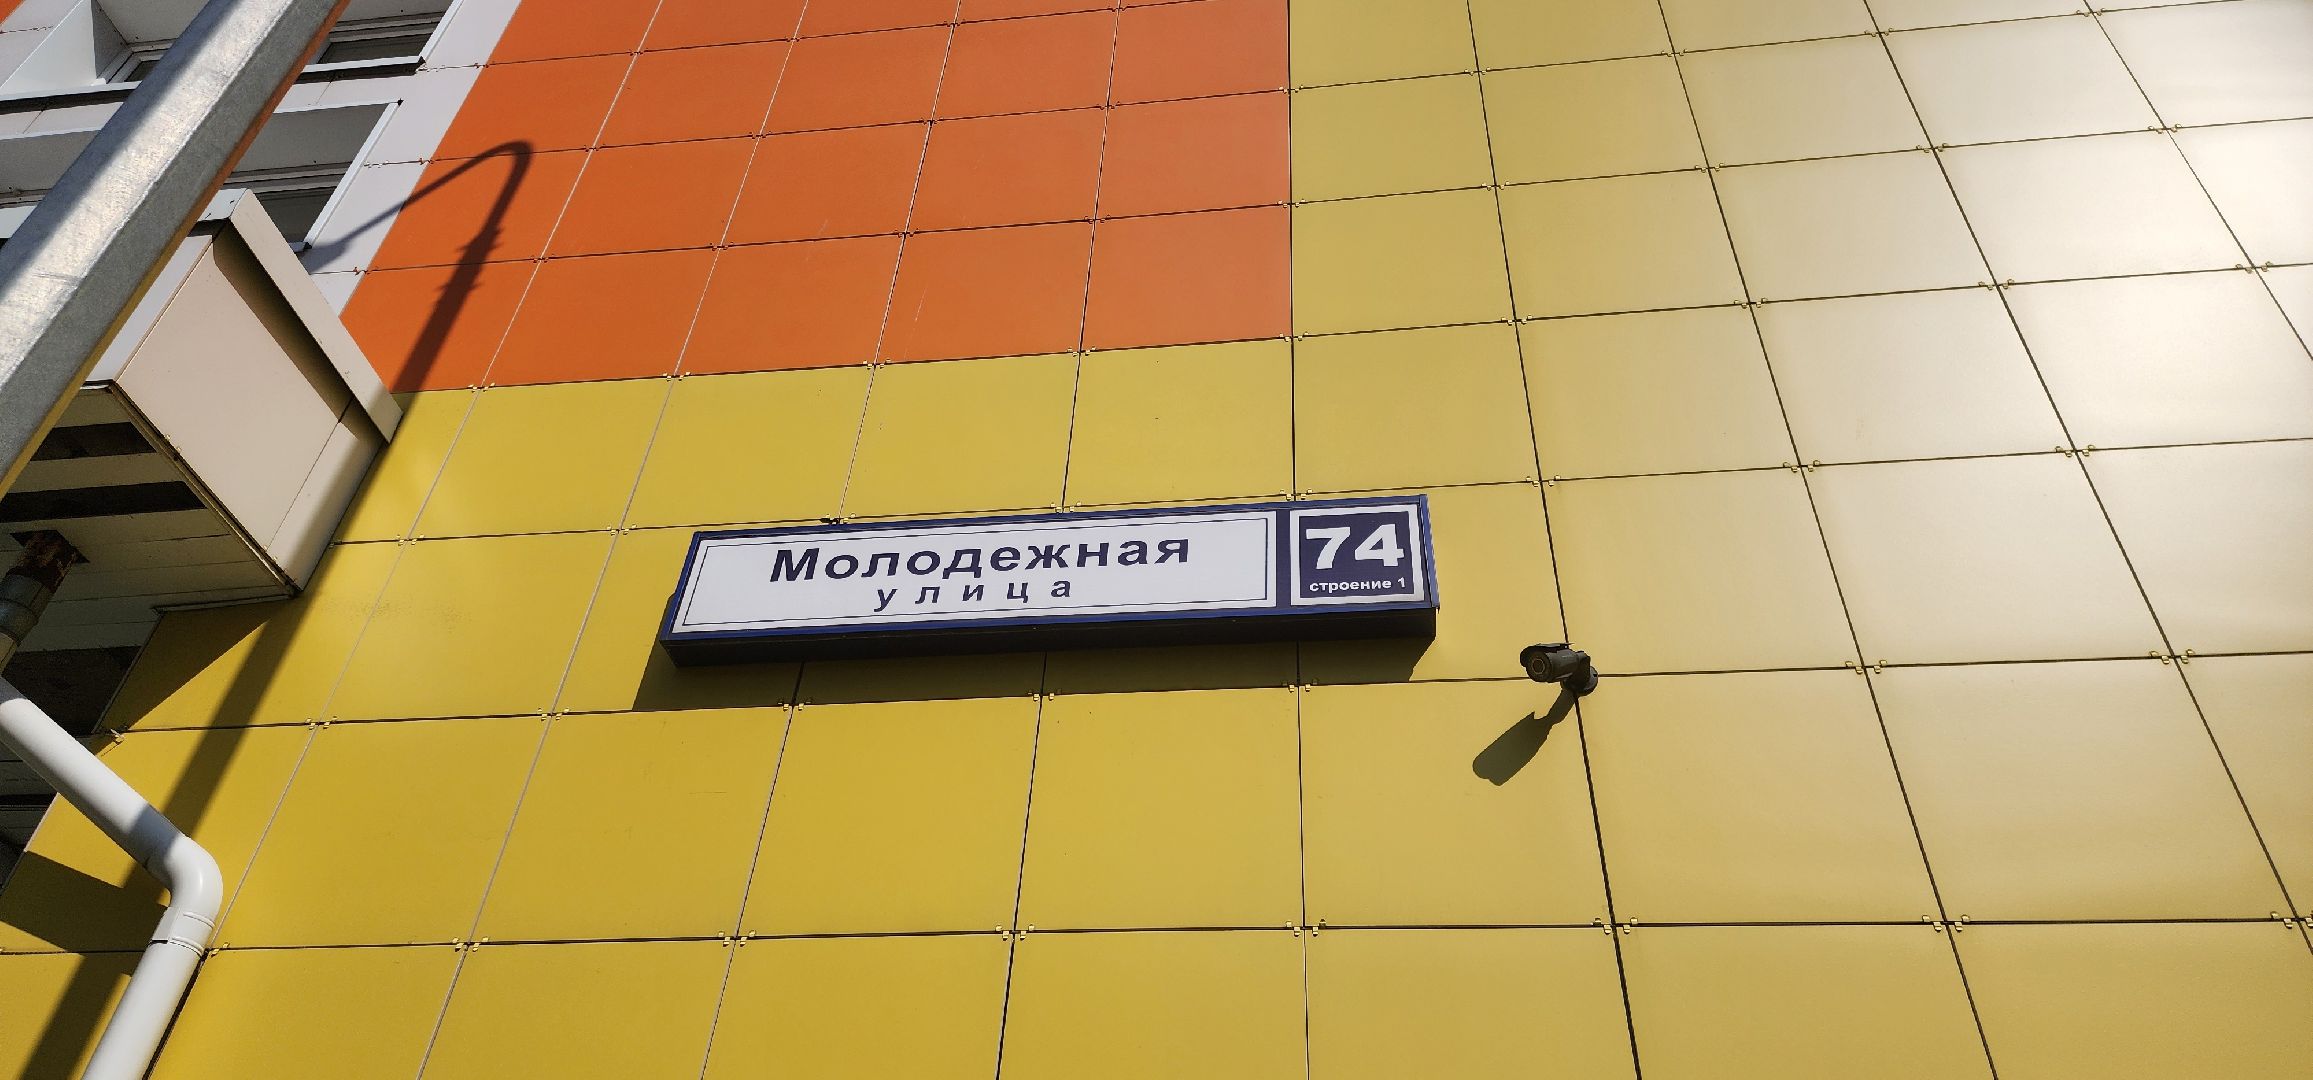 Молодежная
улица
74
строение 1